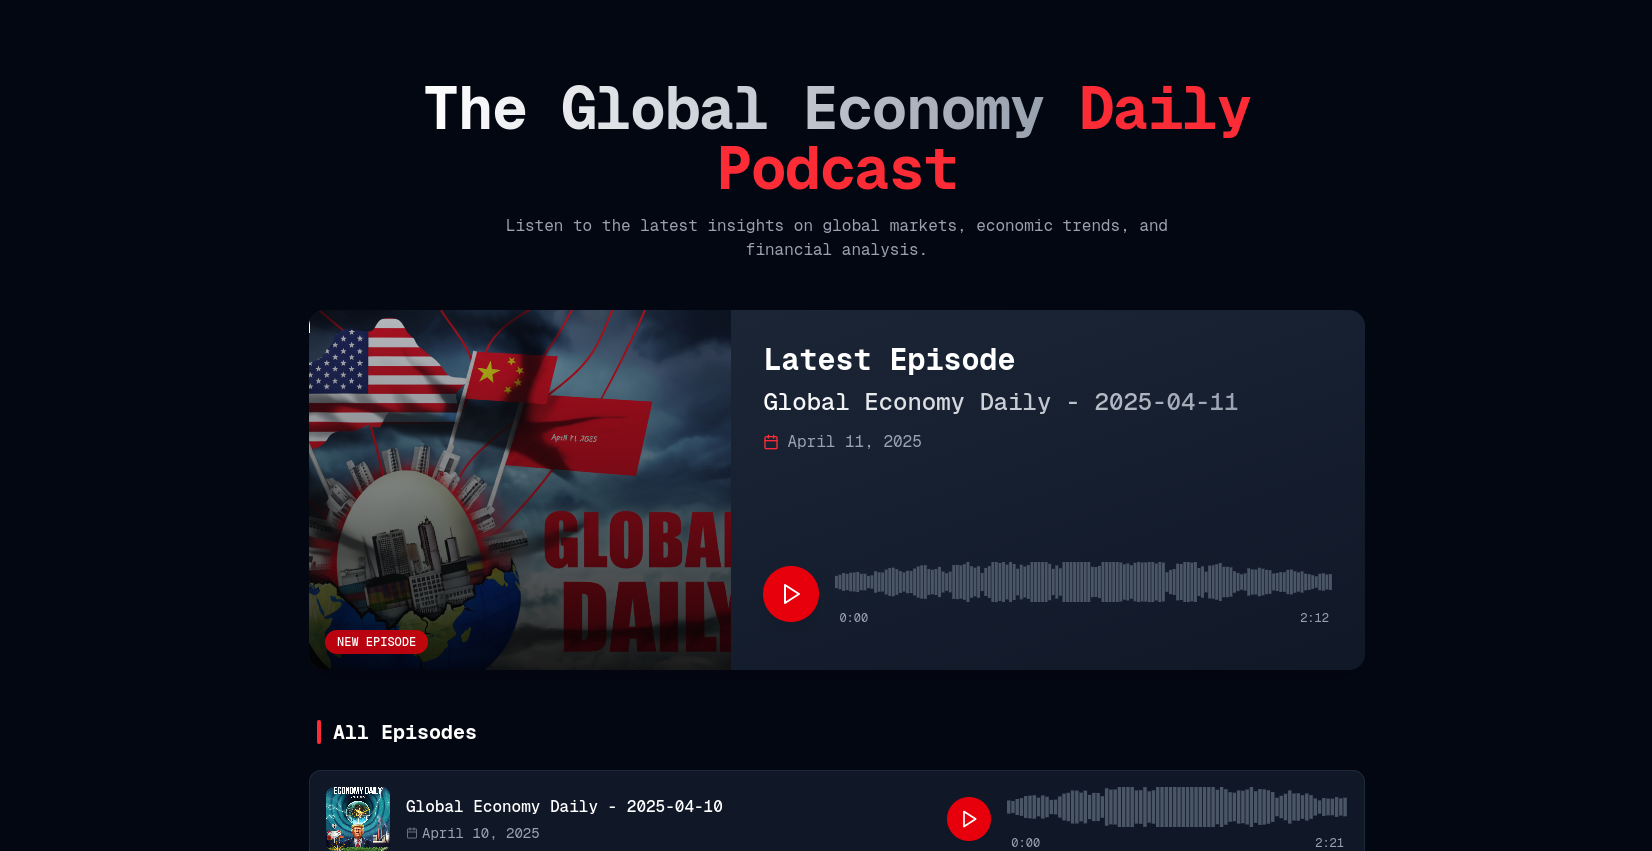 The Global Economy Daily
Podcast
Listen to the latest insights on global markets, economic trends, and
financial analysis.
April 11, 2025
GLOBAL
DAILY
NEW EPISODE
Latest Episode
Global Economy Daily - 2025-04-11
April 11, 2025
0:00
2:12
All Episodes
ECONOMY DAILY
Global Economy Daily - 2025-04-10
April 10, 2025
0:00
2:21